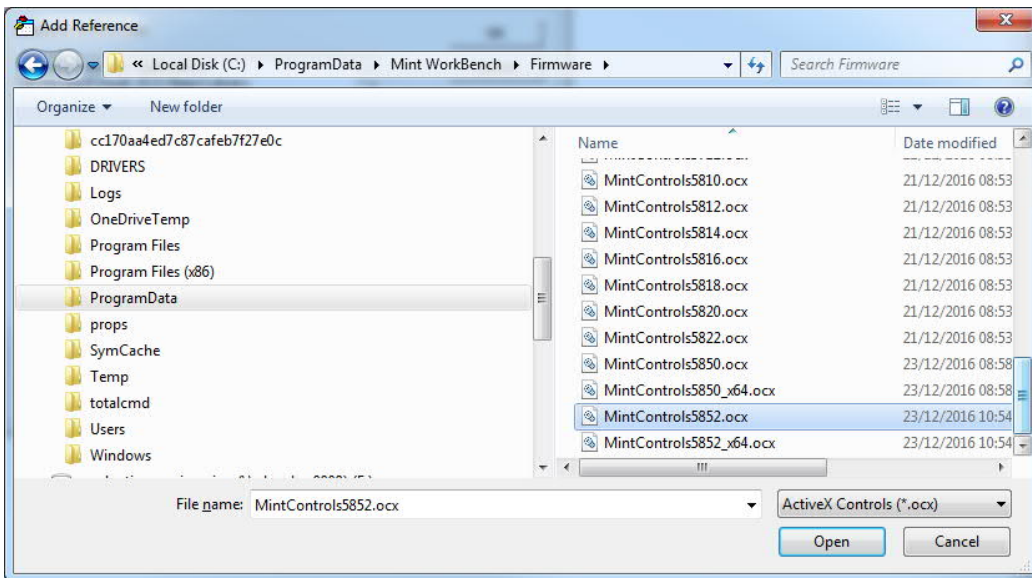 Add Reference
« Local Disk (C:) ▸ ProgramData ▸ Mint WorkBench ▸ Firmware ▸
Search Firmware
Organize New folder
cc170aa4ed7c87cafeb7f27e0c
DRIVERS
Logs
OneDriveTemp
Program Files
Program Files (x86)
ProgramData
props
SymCache
Temp
totalcmd
Users
Windows
Name Date modified
MintControls5810.ocx 21/12/2016 08:53
MintControls5812.ocx 21/12/2016 08:53
MintControls5814.ocx 21/12/2016 08:53
MintControls5816.ocx 21/12/2016 08:53
MintControls5818.ocx 21/12/2016 08:53
MintControls5820.ocx 21/12/2016 08:53
MintControls5822.ocx 21/12/2016 08:53
MintControls5850.ocx 23/12/2016 08:58
MintControls5850_x64.ocx 23/12/2016 08:58
MintControls5852.ocx 23/12/2016 10:54
MintControls5852_x64.ocx 23/12/2016 10:54
File name: MintControls5852.ocx
ActiveX Controls (*.ocx)
Open Cancel